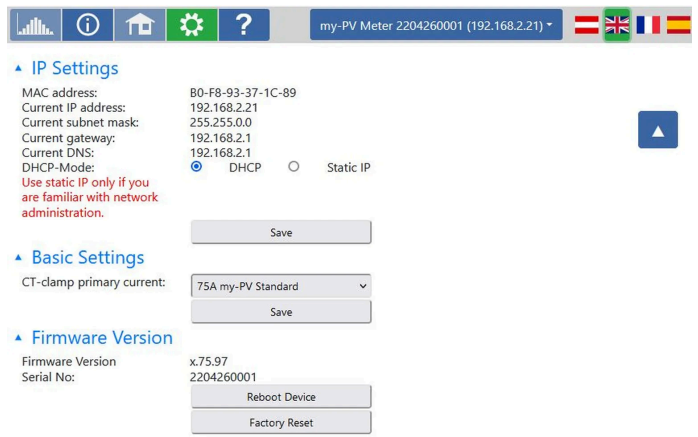 ?
my-PV Meter 2204260001 (192.168.2.21)
IP Settings
MAC address: B0-F8-93-37-1C-89
Current IP address: 192.168.2.21
Current subnet mask: 255.255.0.0
Current gateway: 192.168.2.1
Current DNS: 192.168.2.1
DHCP-Mode: DHCP Static IP
Use static IP only if you
are familiar with network
administration.
Save
Basic Settings
CT-clamp primary current: 75A my-PV Standard
Save
Firmware Version
Firmware Version x.75.97
Serial No: 2204260001
Reboot Device
Factory Reset